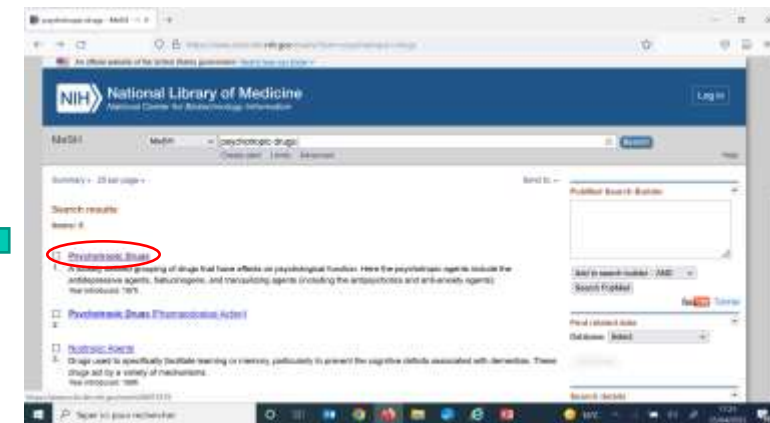 psychotropic drugs - MeSH
An official website of the United States government
NIH National Library of Medicine
National Center for Biotechnology Information
Log in
MeSH MeSH psychotropic drugs Search
Create alert Limits Advanced Help
Summary 20 per page Send to
PubMed Search Builder
Search results
Items: 6
Psychotropic Drugs
1. A loosely defined grouping of drugs that have effects on psychological function. Here the psychotropic agents include the
antidepressive agents, hallucinogens, and tranquilizing agents (including the antipsychotics and anti-anxiety agents).
Year introduced:
Add to search builder AND
Search PubMed
Tutorial
Psychotropic Drugs [Pharmacological Action]
2.
Find related data
Database: Select
Nootropic Agents
3. Drugs used to specifically facilitate learning or memory, particularly to prevent the cognitive deficits associated with dementias. These
drugs act by a variety of mechanisms.
Year introduced:
Search details
Taper ici pour rechercher